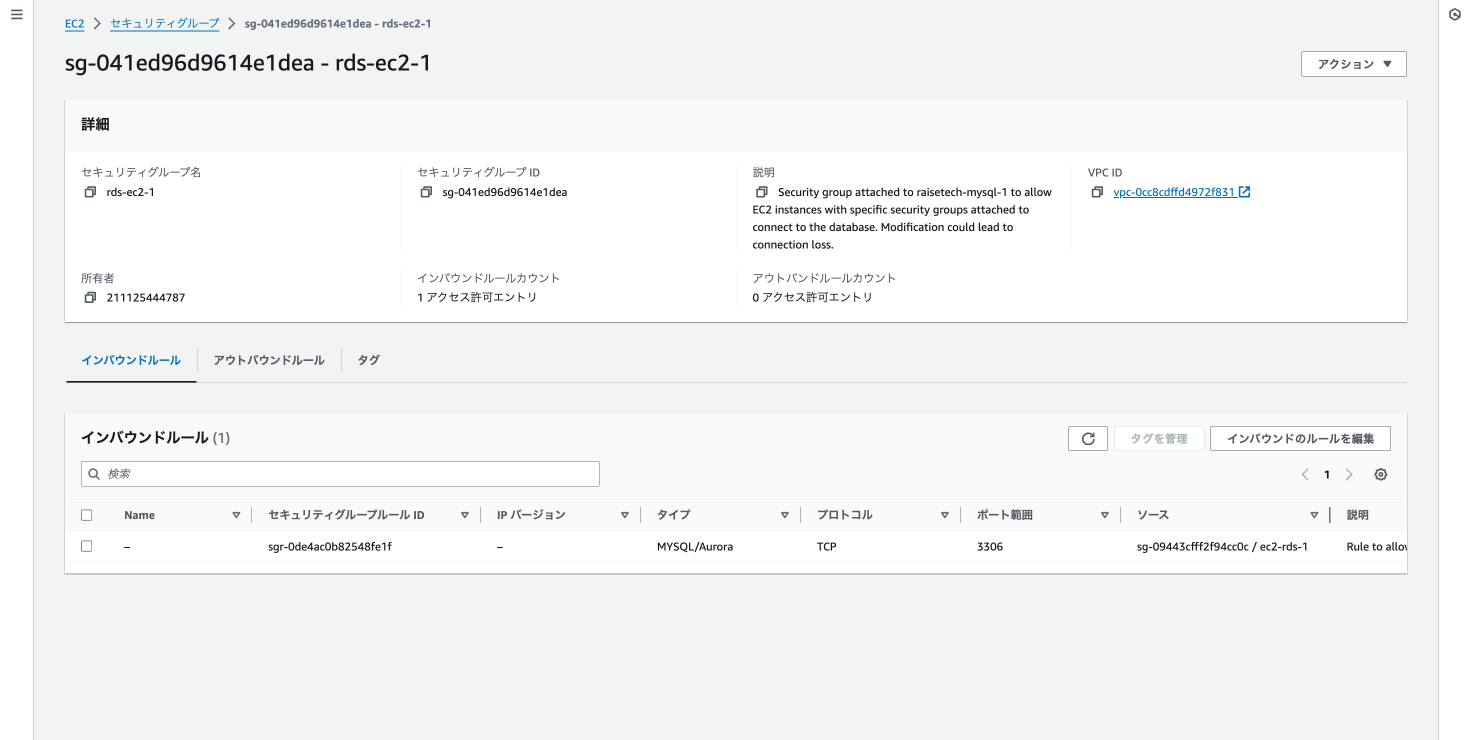 EC2 > セキュリティグループ > sg-041ed96d9614e1dea - rds-ec2-1
sg-041ed96d9614e1dea - rds-ec2-1
アクション
詳細
セキュリティグループ名
rds-ec2-1
セキュリティグループ ID
sg-041ed96d9614e1dea
説明
Security group attached to raisetech-mysql-1 to allow
EC2 instances with specific security groups attached to
connect to the database. Modification could lead to
connection loss.
VPC ID
vpc-0cc8cdffd4972f831
所有者
211125444787
インバウンドルールカウント
1 アクセス許可エントリ
アウトバンドルールカウント
0 アクセス許可エントリ
インバウンドルール アウトバウンドルール タグ
インバウンドルール (1)
タグを管理 インバウンドのルールを編集
検索
1
Name セキュリティグループルール ID IP バージョン タイプ プロトコル ポート範囲 ソース 説明
– sgr-0de4ac0b82548fe1f – MYSQL/Aurora TCP 3306 sg-09443cfff2f94cc0c / ec2-rds-1 Rule to allow